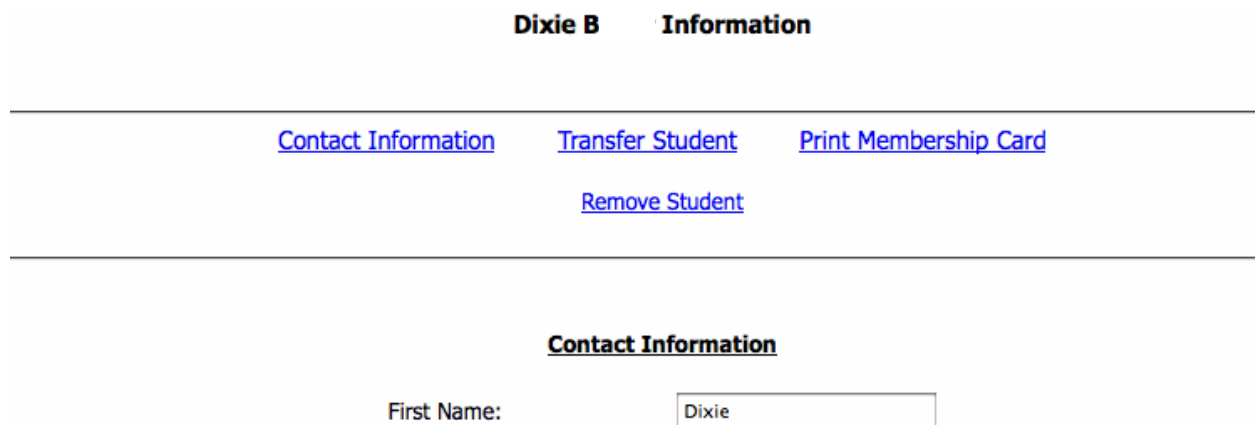 Dixie B Information
Contact Information Transfer Student Print Membership Card
Remove Student
Contact Information
First Name: Dixie